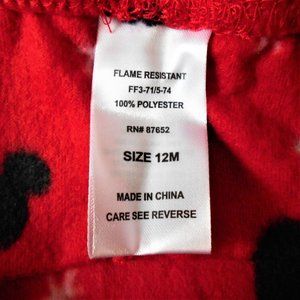 FLAME RESISTANT
FF3-71/5-74
100% POLYESTER
RN# 87652
SIZE 12M
MADE IN CHINA
CARE SEE REVERSE